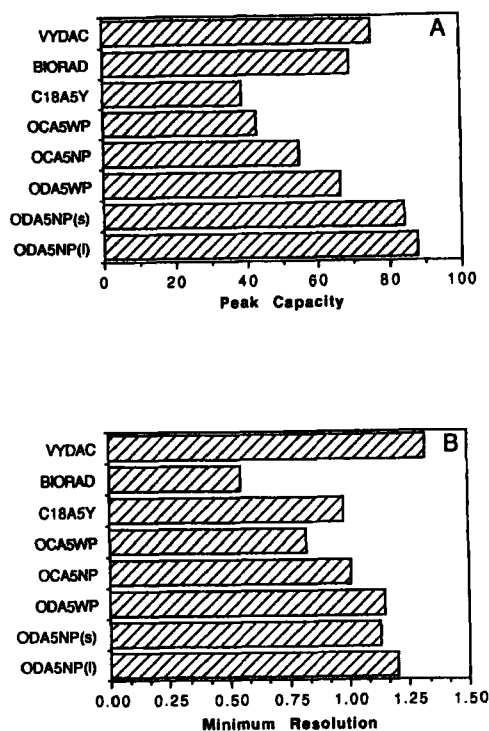 A
VYDAC
BIORAD
C18A5Y
OCA5WP
OCA5NP
ODA5WP
ODA5NP(s)
ODA5NP(l)
0 20 40 60 80 100
Peak Capacity
B
VYDAC
BIORAD
C18A5Y
OCA5WP
OCA5NP
ODA5WP
ODA5NP(s)
ODA5NP(l)
0.00 0.25 0.50 0.75 1.00 1.25 1.50
Minimum Resolution